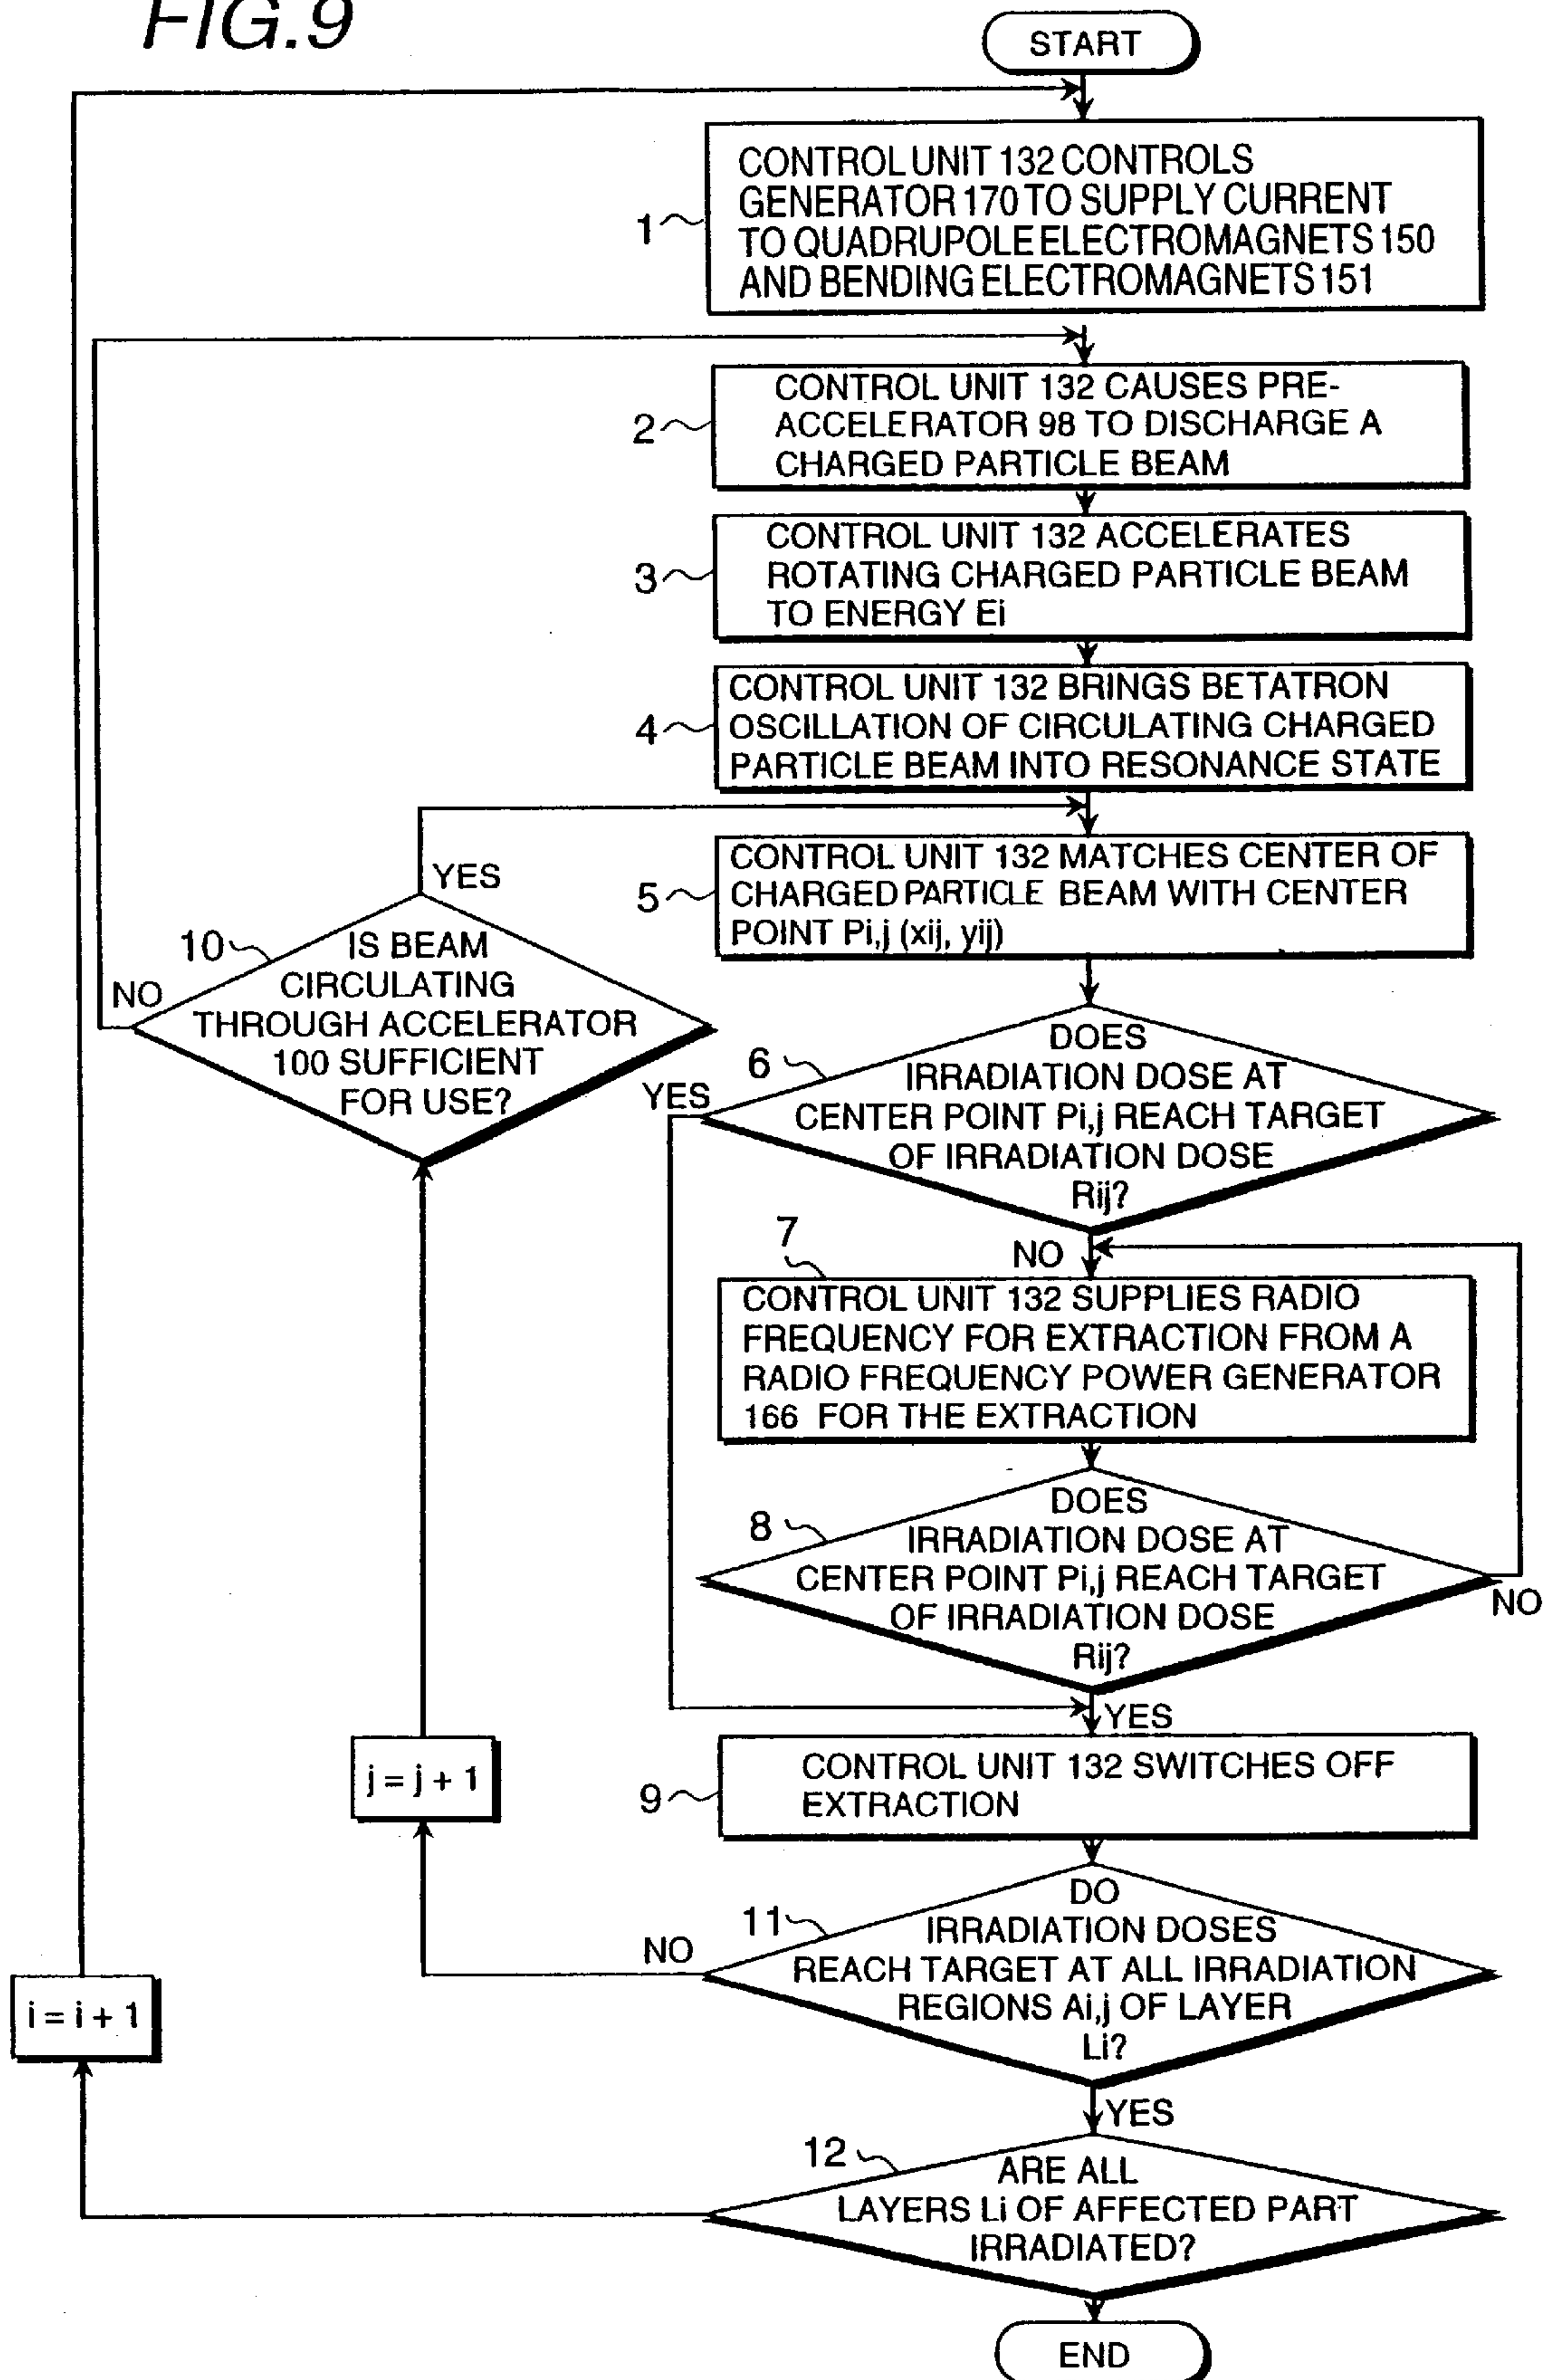 FIG.9
START
1
CONTROL UNIT 132 CONTROLS
GENERATOR 170 TO SUPPLY CURRENT
TO QUADRUPOLE ELECTROMAGNETS 150
AND BENDING ELECTROMAGNETS 151
2
CONTROL UNIT 132 CAUSES PRE-
ACCELERATOR 98 TO DISCHARGE A
CHARGED PARTICLE BEAM
3
CONTROL UNIT 132 ACCELERATES
ROTATING CHARGED PARTICLE BEAM
TO ENERGY Ei
4
CONTROL UNIT 132 BRINGS BETATRON
OSCILLATION OF CIRCULATING CHARGED
PARTICLE BEAM INTO RESONANCE STATE
5
CONTROL UNIT 132 MATCHES CENTER OF
CHARGED PARTICLE BEAM WITH CENTER
POINT Pi,j (xij, yij)
YES
10
IS BEAM
CIRCULATING
THROUGH ACCELERATOR
100 SUFFICIENT
FOR USE?
NO
6
DOES
IRRADIATION DOSE AT
CENTER POINT Pi,j REACH TARGET
OF IRRADIATION DOSE
Rij?
YES
NO
7
CONTROL UNIT 132 SUPPLIES RADIO
FREQUENCY FOR EXTRACTION FROM A
RADIO FREQUENCY POWER GENERATOR
166 FOR THE EXTRACTION
8
DOES
IRRADIATION DOSE AT
CENTER POINT Pi,j REACH TARGET
OF IRRADIATION DOSE
Rij?
NO
YES
9
CONTROL UNIT 132 SWITCHES OFF
EXTRACTION
j = j + 1
11
DO
IRRADIATION DOSES
REACH TARGET AT ALL IRRADIATION
REGIONS Ai,j OF LAYER
Li?
NO
YES
i = i + 1
12
ARE ALL
LAYERS Li OF AFFECTED PART
IRRADIATED?
END